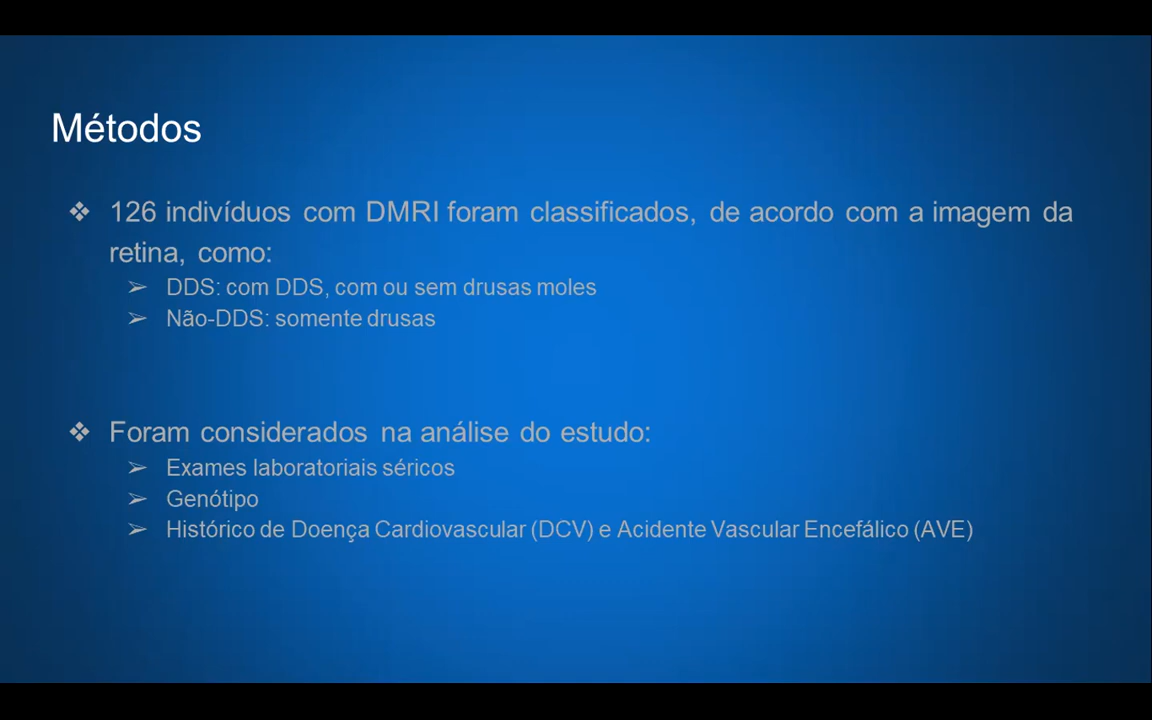 Métodos
❖ 126 indivíduos com DMRI foram classificados, de acordo com a imagem da
retina, como:
➢ DDS: com DDS, com ou sem drusas moles
➢ Não-DDS: somente drusas
❖ Foram considerados na análise do estudo:
➢ Exames laboratoriais séricos
➢ Genótipo
➢ Histórico de Doença Cardiovascular (DCV) e Acidente Vascular Encefálico (AVE)